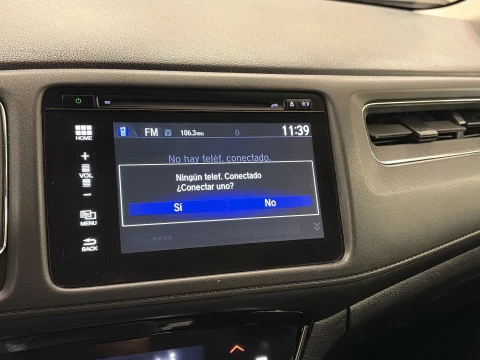 FM 106.3MHz 11:39
HOME
No hay teléf. conectado.
Ningún telef. Conectado
¿Conectar uno?
Sí No
+
VOL
−
MENU
BACK